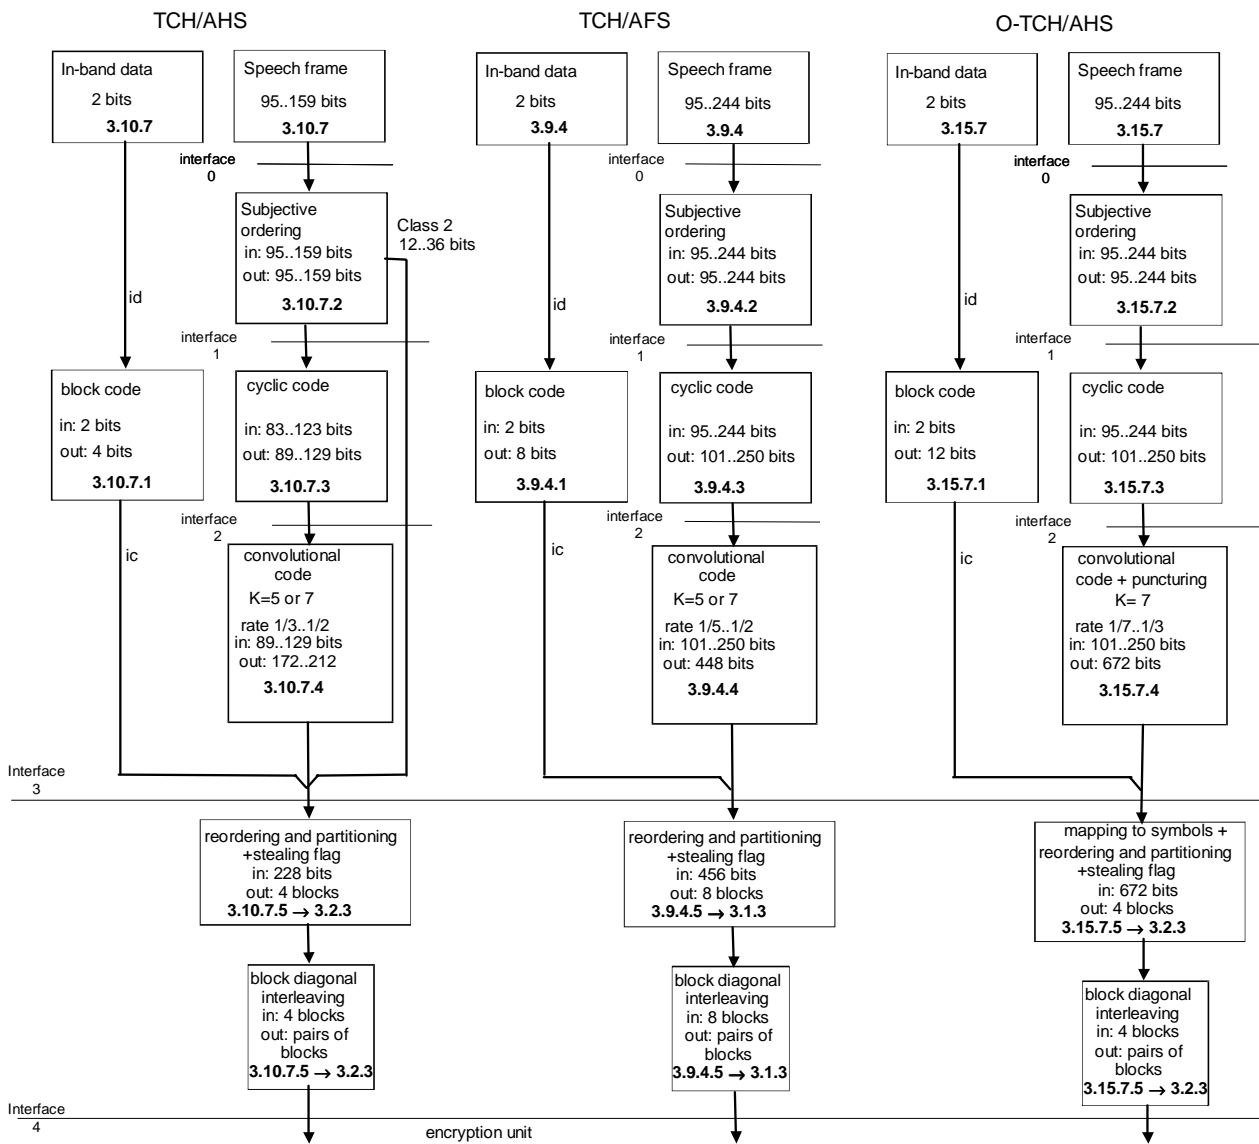 TCH/AHS
In-band data
2 bits
3.10.7
Speech frame
95..159 bits
3.10.7
interface
0
Subjective
ordering
in: 95..159 bits
out: 95..159 bits
3.10.7.2
Class 2
12..36 bits
id
interface
1
block code
in: 2 bits
out: 4 bits
3.10.7.1
cyclic code
in: 83..123 bits
out: 89..129 bits
3.10.7.3
interface
2
ic
convolutional
code
K=5 or 7
rate 1/3..1/2
in: 89..129 bits
out: 172..212
3.10.7.4
TCH/AFS
In-band data
2 bits
3.9.4
Speech frame
95..244 bits
3.9.4
interface
0
Subjective
ordering
in: 95..244 bits
out: 95..244 bits
3.9.4.2
id
interface
1
block code
in: 2 bits
out: 8 bits
3.9.4.1
cyclic code
in: 95..244 bits
out: 101..250 bits
3.9.4.3
interface
2
ic
convolutional
code
K=5 or 7
rate 1/5..1/2
in: 101..250 bits
out: 448 bits
3.9.4.4
O-TCH/AHS
In-band data
2 bits
3.15.7
Speech frame
95..244 bits
3.15.7
interface
0
Subjective
ordering
in: 95..244 bits
out: 95..244 bits
3.15.7.2
id
interface
1
block code
in: 2 bits
out: 12 bits
3.15.7.1
cyclic code
in: 95..244 bits
out: 101..250 bits
3.15.7.3
interface
2
ic
convolutional
code + puncturing
K= 7
rate 1/7..1/3
in: 101..250 bits
out: 672 bits
3.15.7.4
Interface
3
reordering and partitioning
+stealing flag
in: 228 bits
out: 4 blocks
3.10.7.5 → 3.2.3
block diagonal
interleaving
in: 4 blocks
out: pairs of
blocks
3.10.7.5 → 3.2.3
reordering and partitioning
+stealing flag
in: 456 bits
out: 8 blocks
3.9.4.5 → 3.1.3
block diagonal
interleaving
in: 8 blocks
out: pairs of
blocks
3.9.4.5 → 3.1.3
mapping to symbols +
reordering and partitioning
+stealing flag
in: 672 bits
out: 4 blocks
3.15.7.5 → 3.2.3
block diagonal
interleaving
in: 4 blocks
out: pairs of
blocks
3.15.7.5 → 3.2.3
Interface
4
encryption unit